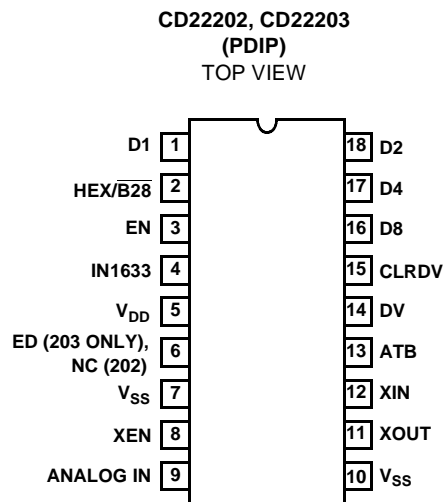 CD22202, CD22203
(PDIP)
TOP VIEW
D1 1 18 D2
HEX/B28 2 17 D4
EN 3 16 D8
IN1633 4 15 CLRDV
VDD 5 14 DV
ED (203 ONLY),
NC (202) 6 13 ATB
VSS 7 12 XIN
XEN 8 11 XOUT
ANALOG IN 9 10 VSS